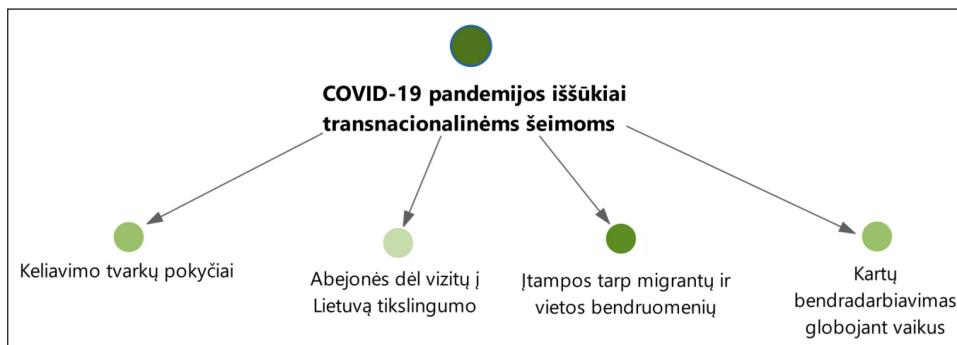 COVID-19 pandemijos iššūkiai
transnacionalinėms šeimoms
Keliavimo tvarkų pokyčiai
Abejonės dėl vizitų į
Lietuvą tikslingumo
Įtampos tarp migrantų ir
vietos bendruomenių
Kartų
bendradarbiavimas
globojant vaikus